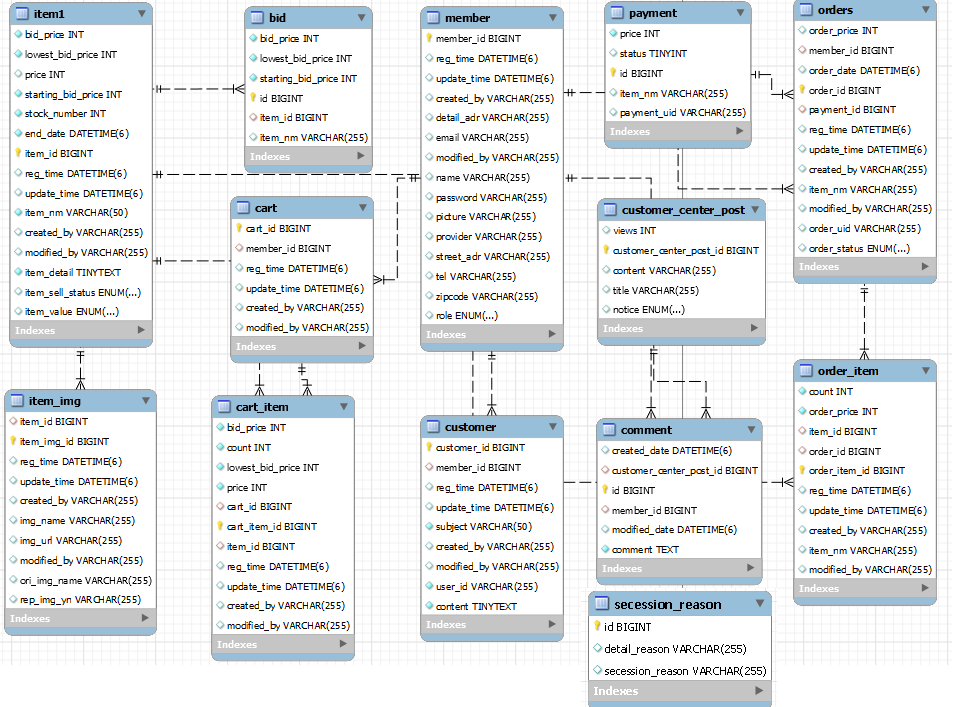 item1
bid_price INT
lowest_bid_price INT
price INT
starting_bid_price INT
stock_number INT
end_date DATETIME(6)
item_id BIGINT
reg_time DATETIME(6)
update_time DATETIME(6)
item_nm VARCHAR(50)
created_by VARCHAR(255)
modified_by VARCHAR(255)
item_detail TINYTEXT
item_sell_status ENUM(...)
item_value ENUM(...)
Indexes
bid
bid_price INT
lowest_bid_price INT
starting_bid_price INT
id BIGINT
item_id BIGINT
item_nm VARCHAR(255)
Indexes
member
member_id BIGINT
reg_time DATETIME(6)
update_time DATETIME(6)
created_by VARCHAR(255)
detail_adr VARCHAR(255)
email VARCHAR(255)
modified_by VARCHAR(255)
name VARCHAR(255)
password VARCHAR(255)
picture VARCHAR(255)
provider VARCHAR(255)
street_adr VARCHAR(255)
tel VARCHAR(255)
zipcode VARCHAR(255)
role ENUM(...)
Indexes
payment
price INT
status TINYINT
id BIGINT
item_nm VARCHAR(255)
payment_uid VARCHAR(255)
Indexes
orders
order_price INT
member_id BIGINT
order_date DATETIME(6)
order_id BIGINT
payment_id BIGINT
reg_time DATETIME(6)
update_time DATETIME(6)
created_by VARCHAR(255)
item_nm VARCHAR(255)
modified_by VARCHAR(255)
order_uid VARCHAR(255)
order_status ENUM(...)
Indexes
cart
cart_id BIGINT
member_id BIGINT
reg_time DATETIME(6)
update_time DATETIME(6)
created_by VARCHAR(255)
modified_by VARCHAR(255)
Indexes
customer_center_post
views INT
customer_center_post_id BIGINT
content VARCHAR(255)
title VARCHAR(255)
notice ENUM(...)
Indexes
item_img
item_id BIGINT
item_img_id BIGINT
reg_time DATETIME(6)
update_time DATETIME(6)
created_by VARCHAR(255)
img_name VARCHAR(255)
img_url VARCHAR(255)
modified_by VARCHAR(255)
ori_img_name VARCHAR(255)
rep_img_yn VARCHAR(255)
Indexes
cart_item
bid_price INT
count INT
lowest_bid_price INT
price INT
cart_id BIGINT
cart_item_id BIGINT
item_id BIGINT
reg_time DATETIME(6)
update_time DATETIME(6)
created_by VARCHAR(255)
modified_by VARCHAR(255)
Indexes
customer
customer_id BIGINT
member_id BIGINT
reg_time DATETIME(6)
update_time DATETIME(6)
subject VARCHAR(50)
created_by VARCHAR(255)
modified_by VARCHAR(255)
user_id VARCHAR(255)
content TINYTEXT
Indexes
comment
created_date DATETIME(6)
customer_center_post_id BIGINT
id BIGINT
member_id BIGINT
modified_date DATETIME(6)
comment TEXT
Indexes
order_item
count INT
order_price INT
item_id BIGINT
order_id BIGINT
order_item_id BIGINT
reg_time DATETIME(6)
update_time DATETIME(6)
created_by VARCHAR(255)
item_nm VARCHAR(255)
modified_by VARCHAR(255)
Indexes
secession_reason
id BIGINT
detail_reason VARCHAR(255)
secession_reason VARCHAR(255)
Indexes